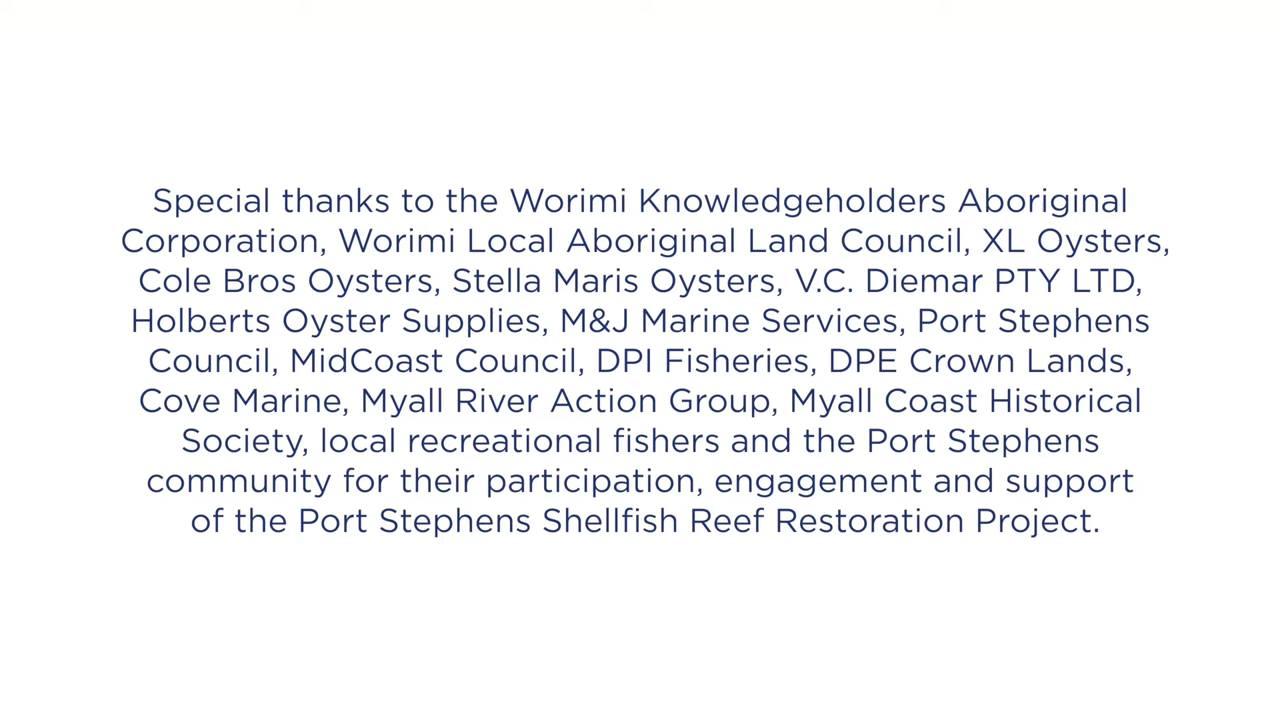 Special thanks to the Worimi Knowledgeholders Aboriginal
Corporation, Worimi Local Aboriginal Land Council, XL Oysters,
Cole Bros Oysters, Stella Maris Oysters, V.C. Diemar PTY LTD,
Holberts Oyster Supplies, M&J Marine Services, Port Stephens
Council, MidCoast Council, DPI Fisheries, DPE Crown Lands,
Cove Marine, Myall River Action Group, Myall Coast Historical
Society, local recreational fishers and the Port Stephens
community for their participation, engagement and support
of the Port Stephens Shellfish Reef Restoration Project.